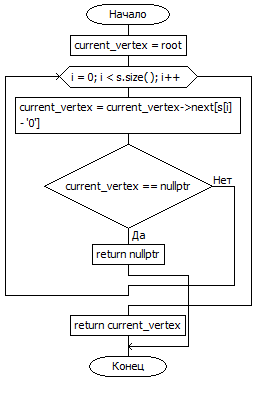 Начало
current_vertex = root
i = 0; i < s.size( ); i++
current_vertex = current_vertex->next[s[i]
- '0']
current_vertex == nullptr
Нет
Да
return nullptr
return current_vertex
Конец